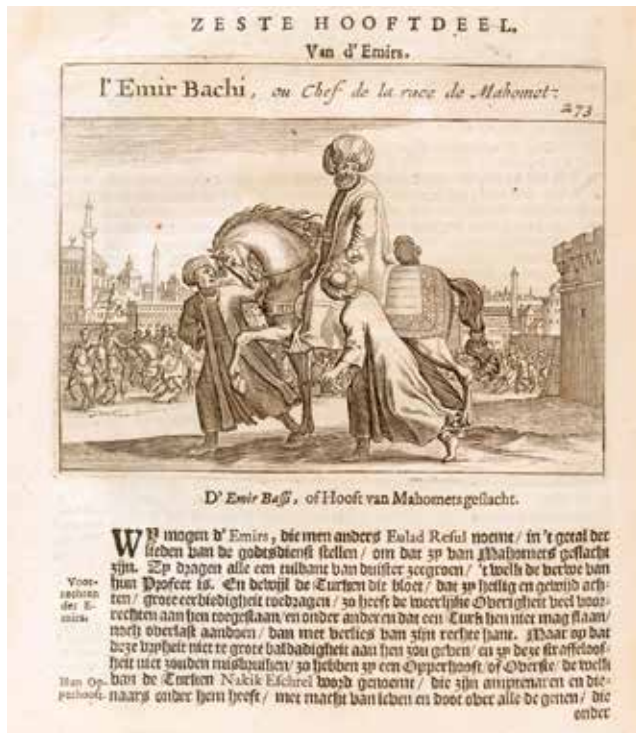 ZESTE HOOFTDEEL.
Van d'Emirs.
l'Emir Bachi, ou Chef de la race de Mahomet:
273
D' Emir Bassi, of Hooft van Mahomets geslacht.
WY mogen d'Emirs, die men anders Eulad Resul noemt / in 't getal der
lieden van de godtsdienst stellen / om dat zy van Mahomets geslacht
zijn. Zy dragen alle een tulbant van duister zeegroen / 't welk de verwe van
hun Profeet is. En dewijl de Turken dit bloet / dat zy heilig en gewijd ach-
ten / grote eerbiedigheit toedragen / zo heeft de weerlijke Overigheit veel voor-
rechten aan hen toegestaan / en onder anderen dat een Turk hen niet mag slaan /
noch overlast aandoen / dan met verlies van zijn rechte hant. Maar op dat
deze vryheit niet te grote baldadigheit aan hen zou geven / en zy deze straffeloos-
heit niet zouden misbruiken / zo hebben zy een Opperhooft / of Overste / de welk
van de Turken Nakik Eschref word genoemt / die zijn amptenaren en die-
naars onder hem heeft / met macht van leven en doot over alle de genen / die
onder
Voor-
rechten
der E-
mirs.
Hun Op-
perhooft.